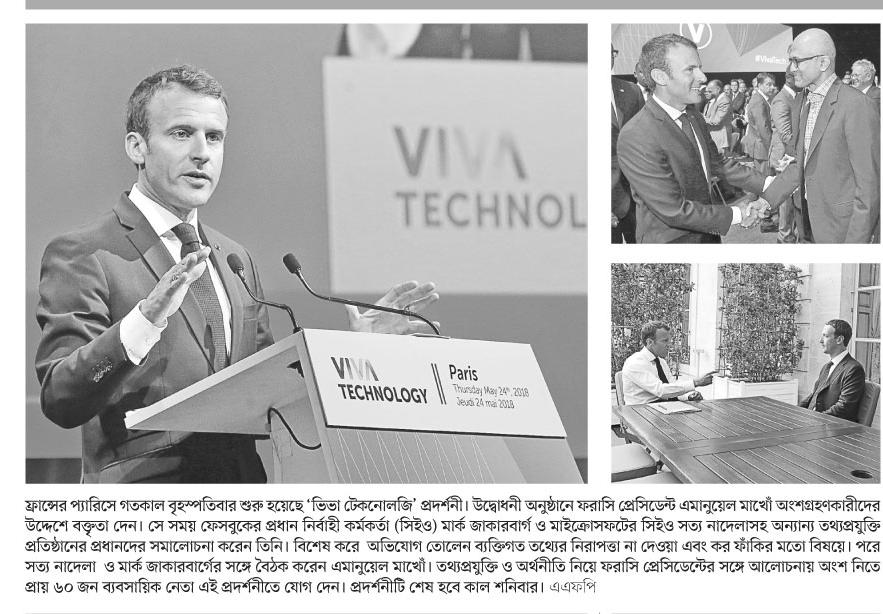 VIVA
TECHNOL
VIVA
TECHNOLOGY
Paris
Thursday May 24th, 2018
Jeudi 24 mai 2018
V
#VivaTech
ফ্রান্সের প্যারিসে গতকাল বৃহস্পতিবার শুরু হয়েছে ‘ভিভা টেকনোলজি’ প্রদর্শনী। উদ্বোধনী অনুষ্ঠানে ফরাসি প্রেসিডেন্ট এমানুয়েল মাখোঁ অংশগ্রহণকারীদের
উদ্দেশে বক্তৃতা দেন। সে সময় ফেসবুকের প্রধান নির্বাহী কর্মকর্তা (সিইও) মার্ক জাকারবার্গ ও মাইক্রোসফটের সিইও সত্য নাদেলাসহ অন্যান্য তথ্যপ্রযুক্তি
প্রতিষ্ঠানের প্রধানদের সমালোচনা করেন তিনি। বিশেষ করে অভিযোগ তোলেন ব্যক্তিগত তথ্যের নিরাপত্তা না দেওয়া এবং কর ফাঁকির মতো বিষয়ে। পরে
সত্য নাদেলা ও মার্ক জাকারবার্গের সঙ্গে বৈঠক করেন এমানুয়েল মাখোঁ। তথ্যপ্রযুক্তি ও অর্থনীতি নিয়ে ফরাসি প্রেসিডেন্টের সঙ্গে আলোচনায় অংশ নিতে
প্রায় ৬০ জন ব্যবসায়িক নেতা এই প্রদর্শনীতে যোগ দেন। প্রদর্শনীটি শেষ হবে কাল শনিবার। এএফপি